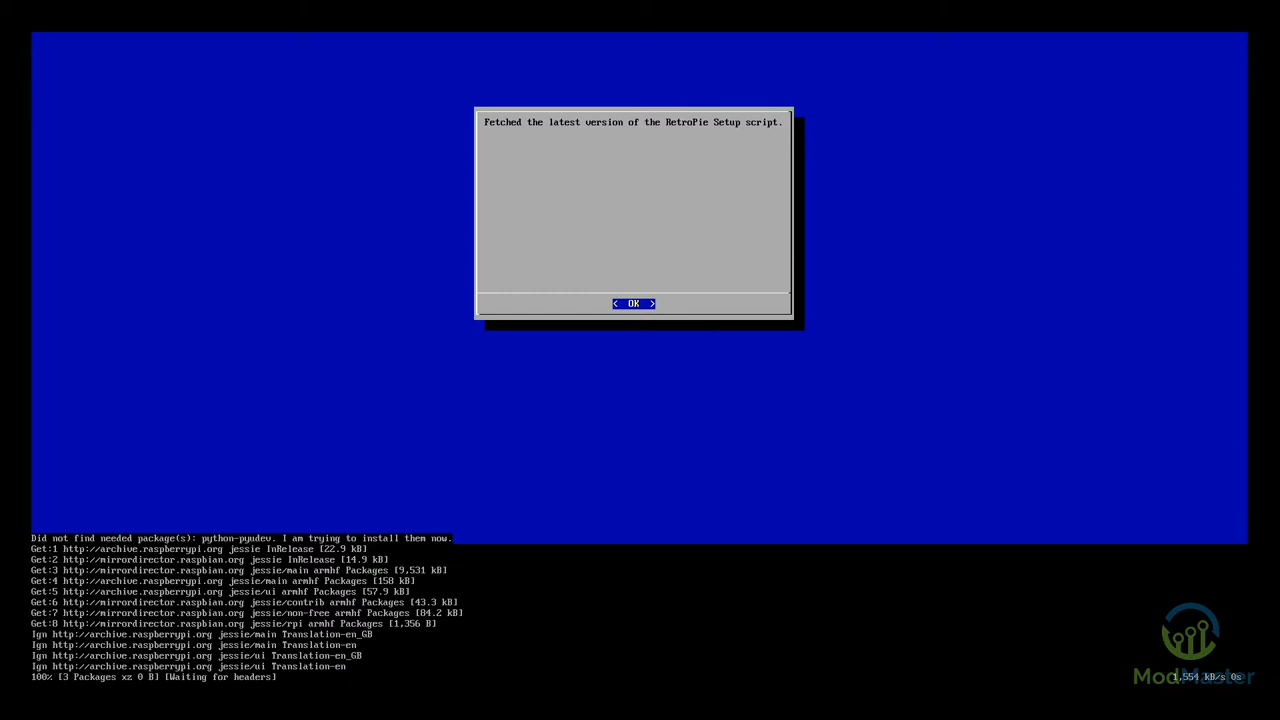 Fetched the latest version of the RetroPie Setup script.
< OK >
Did not find needed package(s): python-pyudev. I am trying to install them now.
Get:1 http://archive.raspberrypi.org jessie InRelease [22.9 kB]
Get:2 http://mirrordirector.raspbian.org jessie InRelease [14.9 kB]
Get:3 http://mirrordirector.raspbian.org jessie/main armhf Packages [9,531 kB]
Get:4 http://archive.raspberrypi.org jessie/main armhf Packages [158 kB]
Get:5 http://archive.raspberrypi.org jessie/ui armhf Packages [57.9 kB]
Get:6 http://mirrordirector.raspbian.org jessie/contrib armhf Packages [43.3 kB]
Get:7 http://mirrordirector.raspbian.org jessie/non-free armhf Packages [84.2 kB]
Get:8 http://mirrordirector.raspbian.org jessie/rpi armhf Packages [1,356 B]
Ign http://archive.raspberrypi.org jessie/main Translation-en_GB
Ign http://archive.raspberrypi.org jessie/main Translation-en
Ign http://archive.raspberrypi.org jessie/ui Translation-en_GB
Ign http://archive.raspberrypi.org jessie/ui Translation-en
100% [3 Packages xz 0 B] [Waiting for headers]
1,554 kB/s 0s
ModMaster